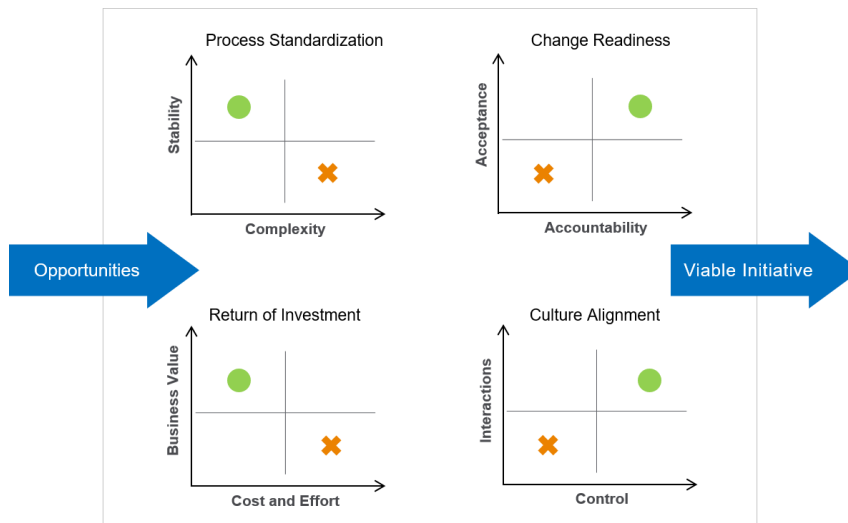 Process Standardization
Stability
Complexity
Change Readiness
Acceptance
Accountability
Opportunities
Viable Initiative
Return of Investment
Business Value
Cost and Effort
Culture Alignment
Interactions
Control